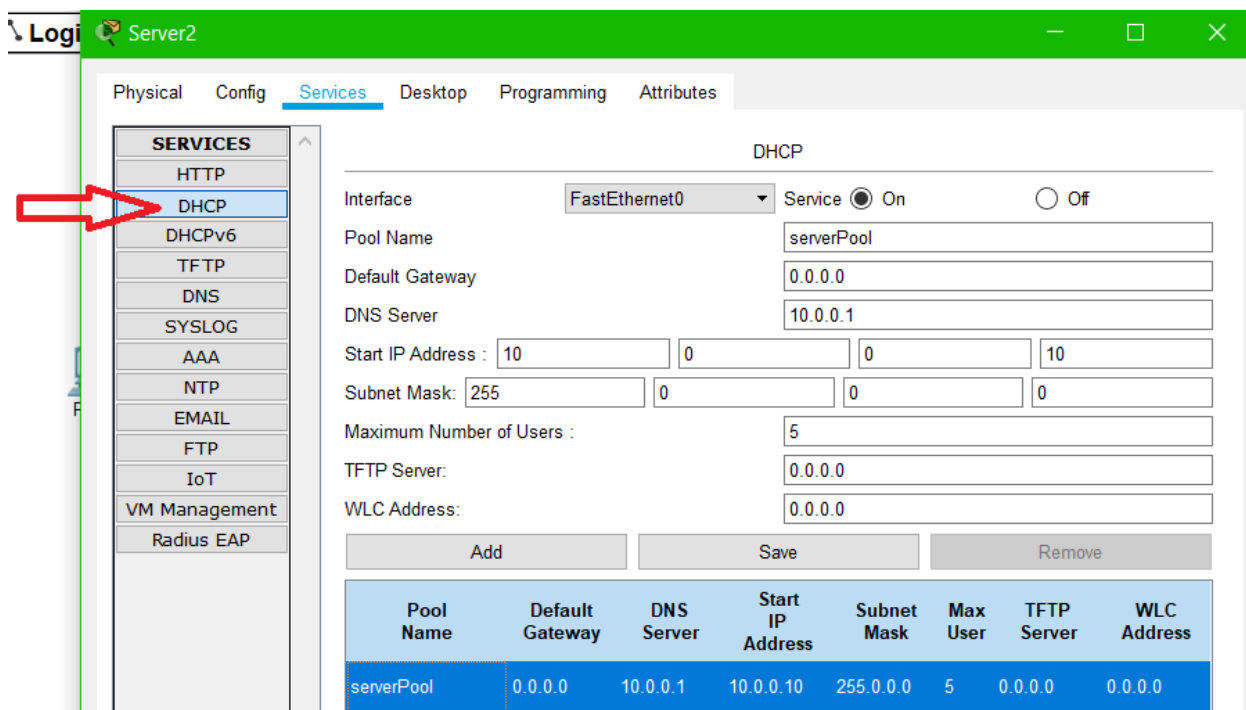 Logi
Server2
Physical Config Services Desktop Programming Attributes
SERVICES
HTTP
DHCP
DHCPv6
TFTP
DNS
SYSLOG
AAA
NTP
EMAIL
FTP
IoT
VM Management
Radius EAP
DHCP
Interface FastEthernet0 Service On Off
Pool Name serverPool
Default Gateway 0.0.0.0
DNS Server 10.0.0.1
Start IP Address : 10 0 0 10
Subnet Mask: 255 0 0 0
Maximum Number of Users : 5
TFTP Server: 0.0.0.0
WLC Address: 0.0.0.0
Add Save Remove
Pool Name Default Gateway DNS Server Start IP Address Subnet Mask Max User TFTP Server WLC Address
serverPool 0.0.0.0 10.0.0.1 10.0.0.10 255.0.0.0 5 0.0.0.0 0.0.0.0